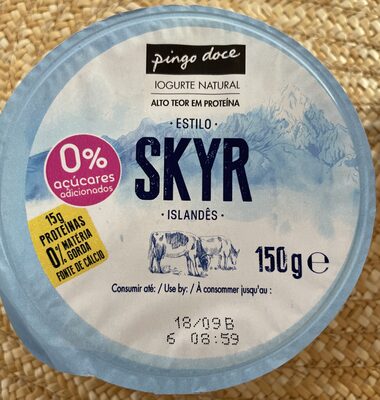 pingo doce
IOGURTE NATURAL
ALTO TEOR EM PROTEÍNA
· ESTILO ·
SKYR
· ISLANDÊS ·
0%
açúcares
adicionados
15g
PROTEÍNAS
0% MATÉRIA
GORDA
FONTE DE CÁLCIO
150g e
Consumir até: / Use by: / À consommer jusqu'au :
18/09B
6 08:59